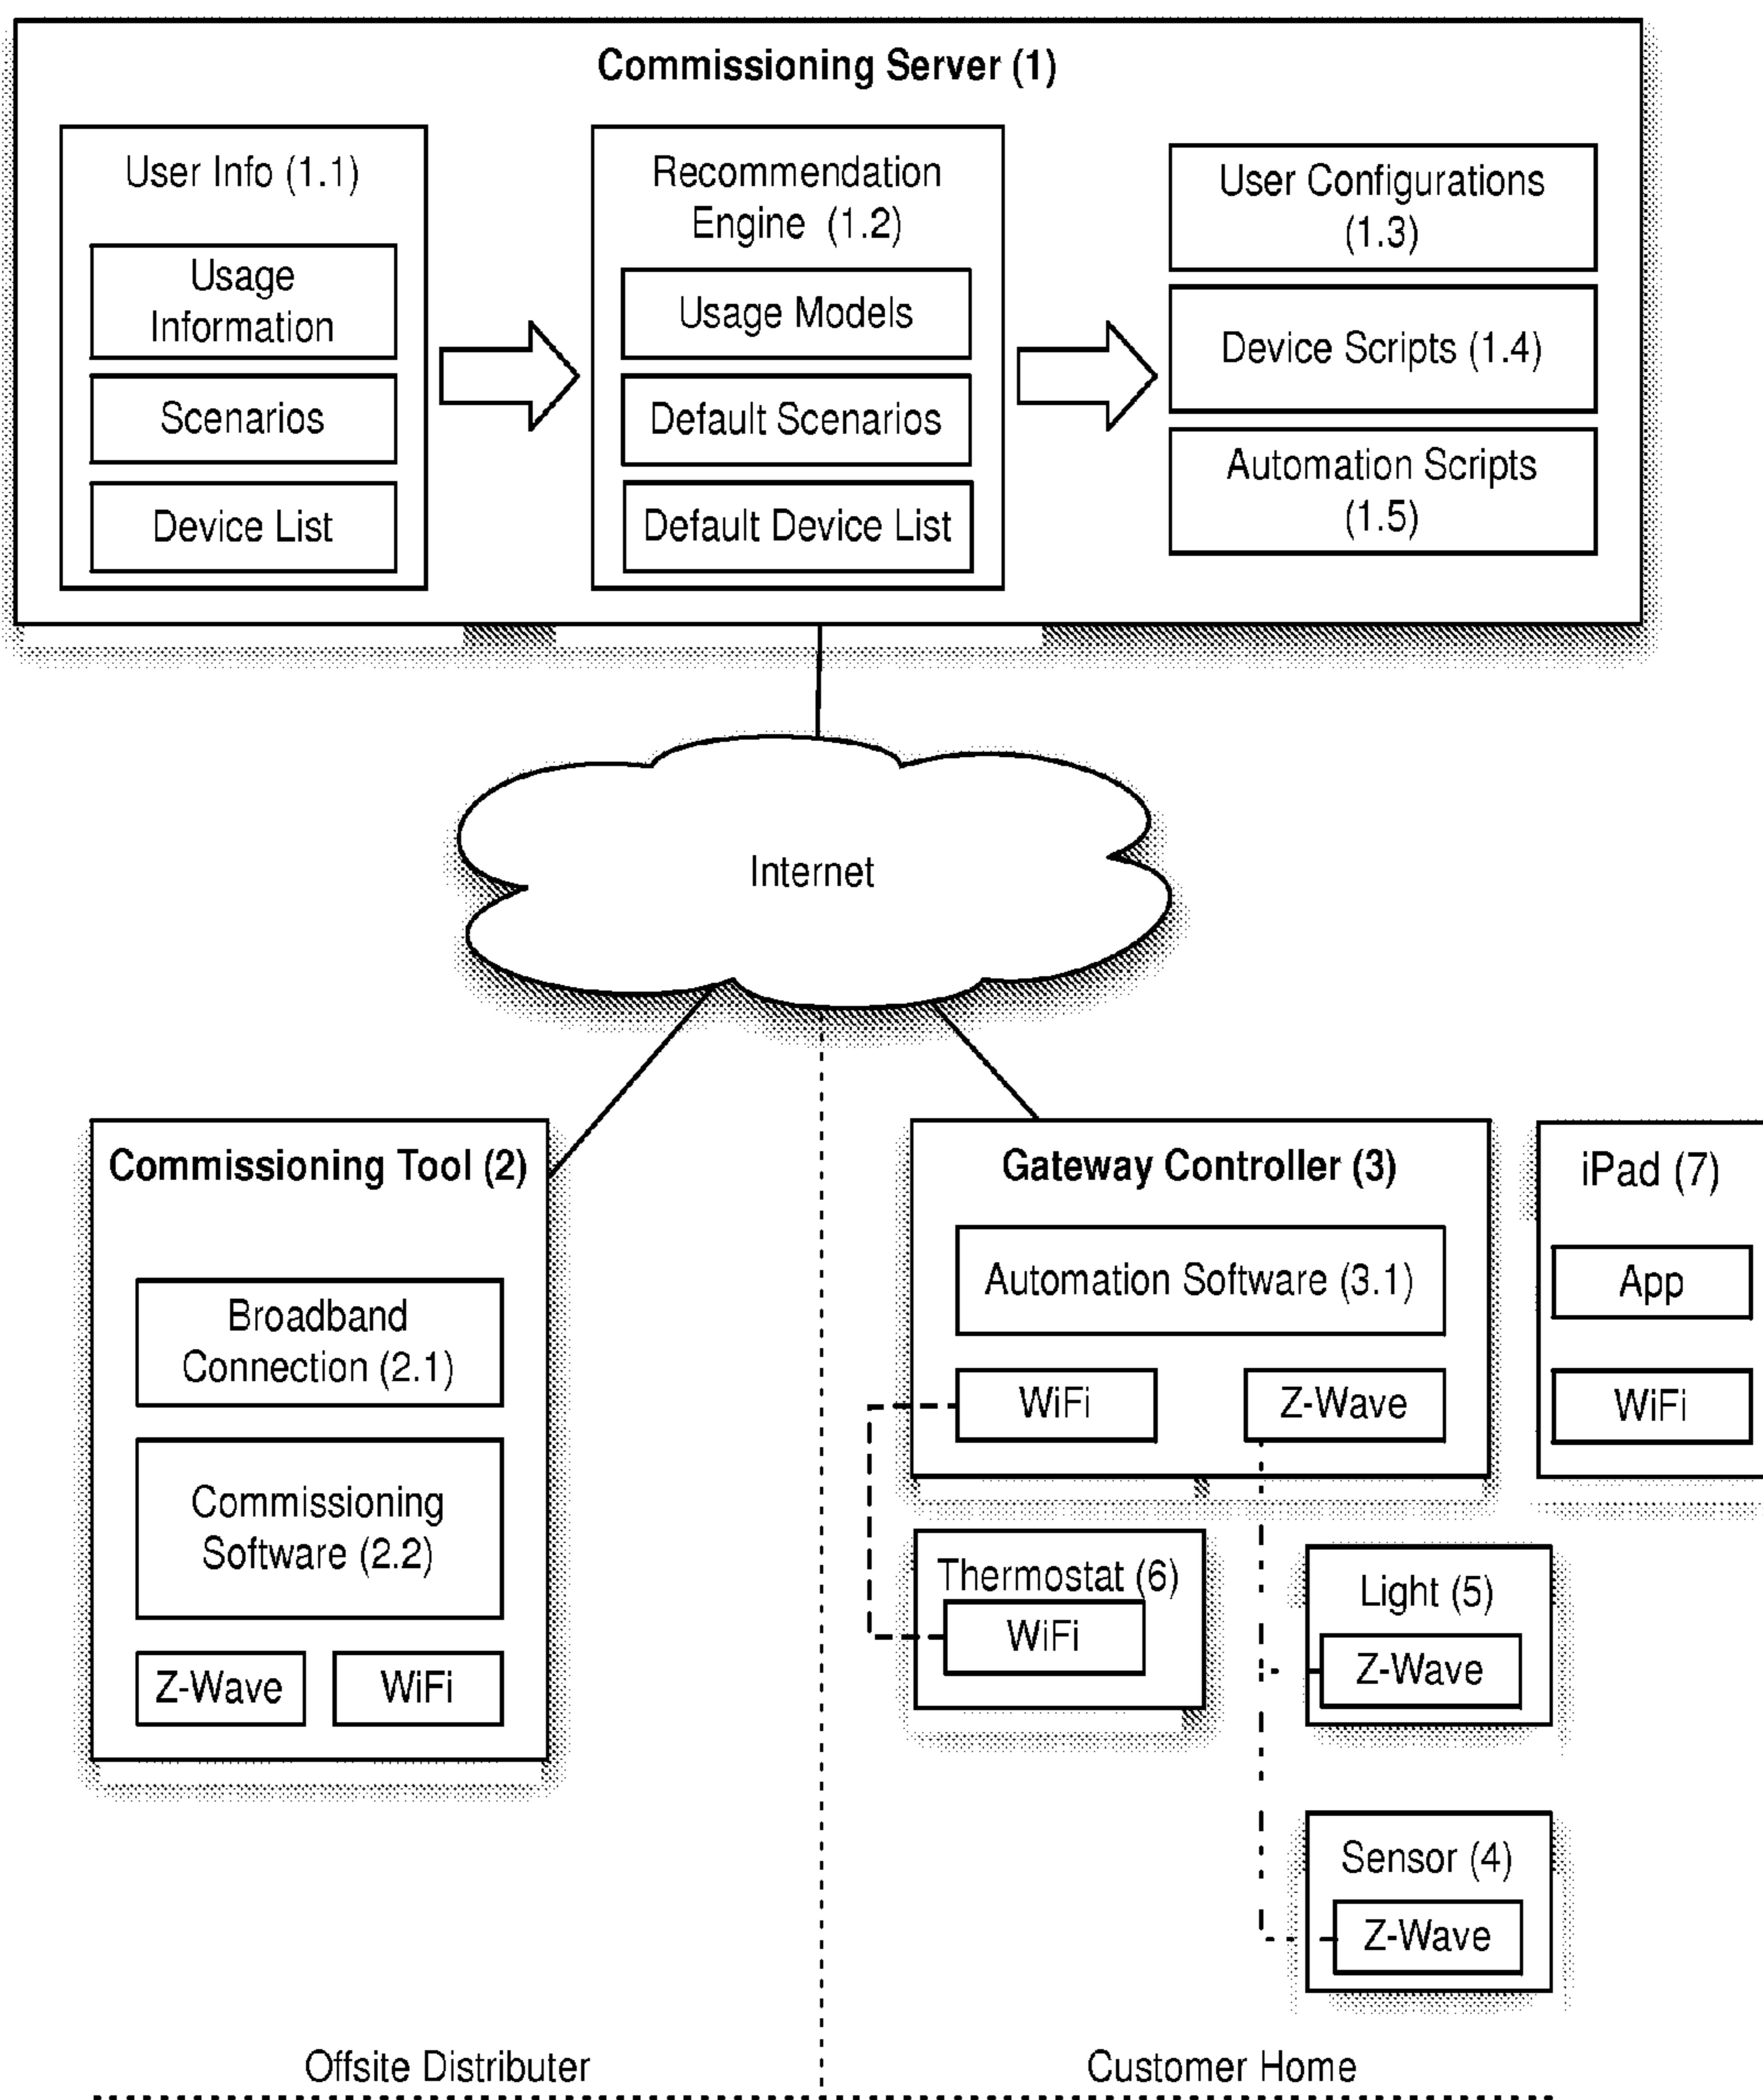 Commissioning Server (1)
User Info (1.1)
Usage
Information
Scenarios
Device List
Recommendation
Engine (1.2)
Usage Models
Default Scenarios
Default Device List
User Configurations
(1.3)
Device Scripts (1.4)
Automation Scripts
(1.5)
Internet
Commissioning Tool (2)
Broadband
Connection (2.1)
Commissioning
Software (2.2)
Z-Wave
WiFi
Gateway Controller (3)
Automation Software (3.1)
WiFi
Z-Wave
iPad (7)
App
WiFi
Thermostat (6)
WiFi
Light (5)
Z-Wave
Sensor (4)
Z-Wave
Offsite Distributer
Customer Home